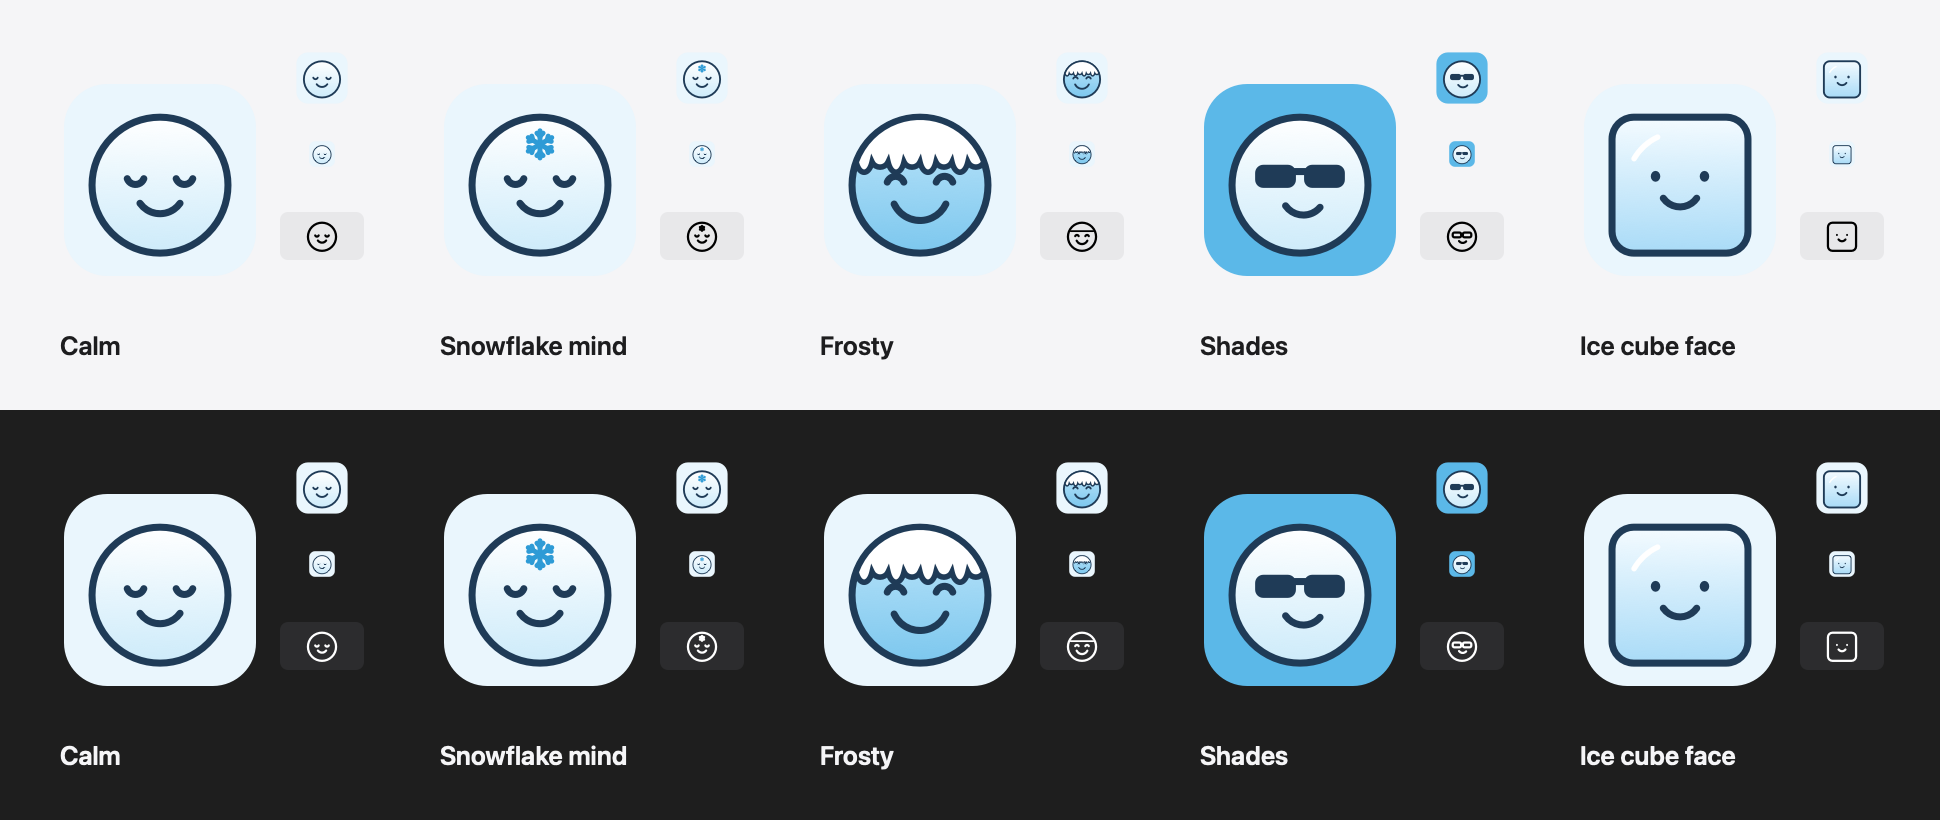 Calm
Snowflake mind
Frosty
Shades
Ice cube face
Calm
Snowflake mind
Frosty
Shades
Ice cube face